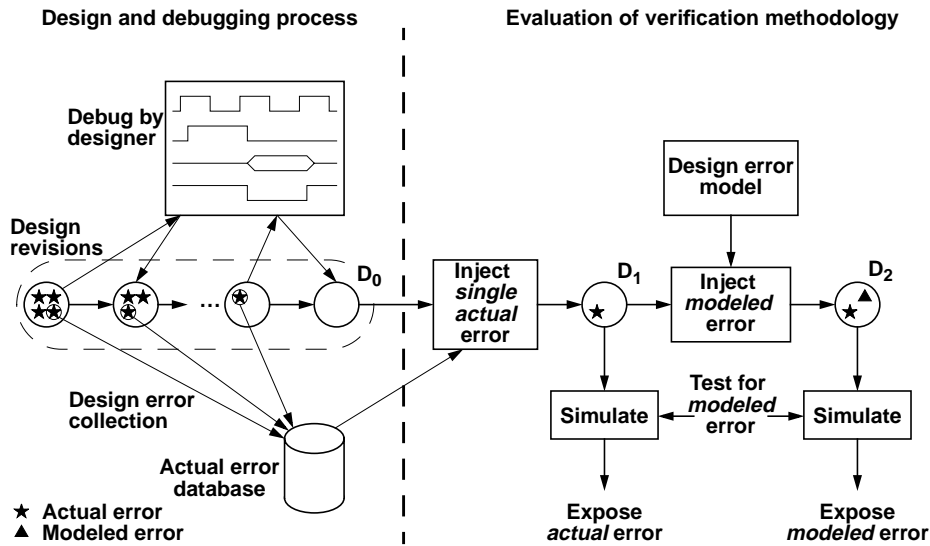 Design and debugging process
Evaluation of verification methodology
Debug by
designer
Design
revisions
D0
...
Design error
collection
Actual error
database
★ Actual error
▲ Modeled error
Inject
single
actual
error
D1
Design error
model
Inject
modeled
error
D2
Simulate
Test for
modeled
error
Simulate
Expose
actual error
Expose
modeled error